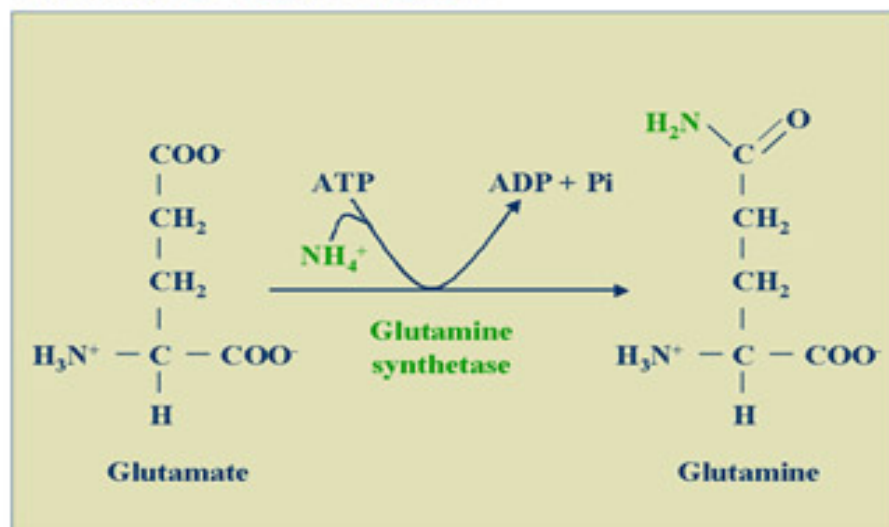 COO⁻
CH₂
CH₂
H₃N⁺ – C – COO⁻
H
Glutamate
ATP
ADP + Pi
NH₄⁺
Glutamine
synthetase
H₂N
O
C
CH₂
CH₂
H₃N⁺ – C – COO⁻
H
Glutamine